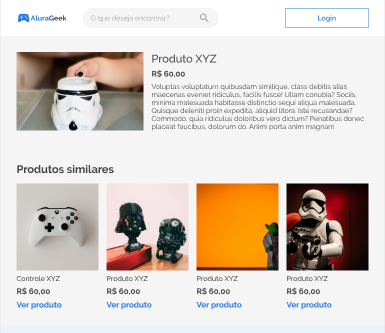 AluraGeek
O que deseja encontrar?
Login
Produto XYZ
R$ 60,00
Voluptas voluptatum quibusdam similique, class debitis alias
maecenas eveniet ridiculus, facilis fusce! Ullam conubia? Sociis,
minima malesuada habitasse distinctio sequi aliqua malesuada.
Quisque deleniti proin expedita, aliquid litora. Iste recusandae?
Commodo, quia ridiculus doloribus vero dictum? Penatibus donec
placeat faucibus, dolorum do. Animi porta anim magnam
Produtos similares
Controle XYZ
R$ 60,00
Ver produto
Produto XYZ
R$ 60,00
Ver produto
Produto XYZ
R$ 60,00
Ver produto
Produto XYZ
R$ 60,00
Ver produto